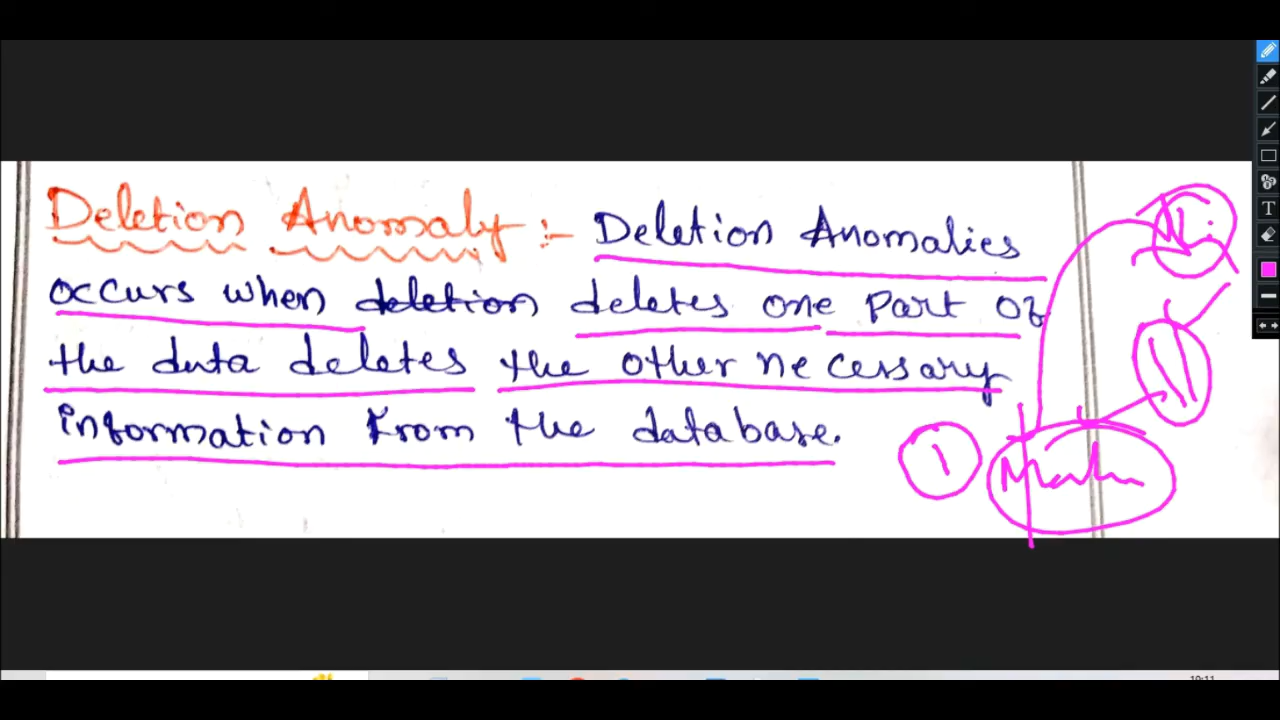 Deletion Anomaly :- Deletion Anomalies
occurs when deletion deletes one part of
the data deletes the other necessary
information from the database.
1
T